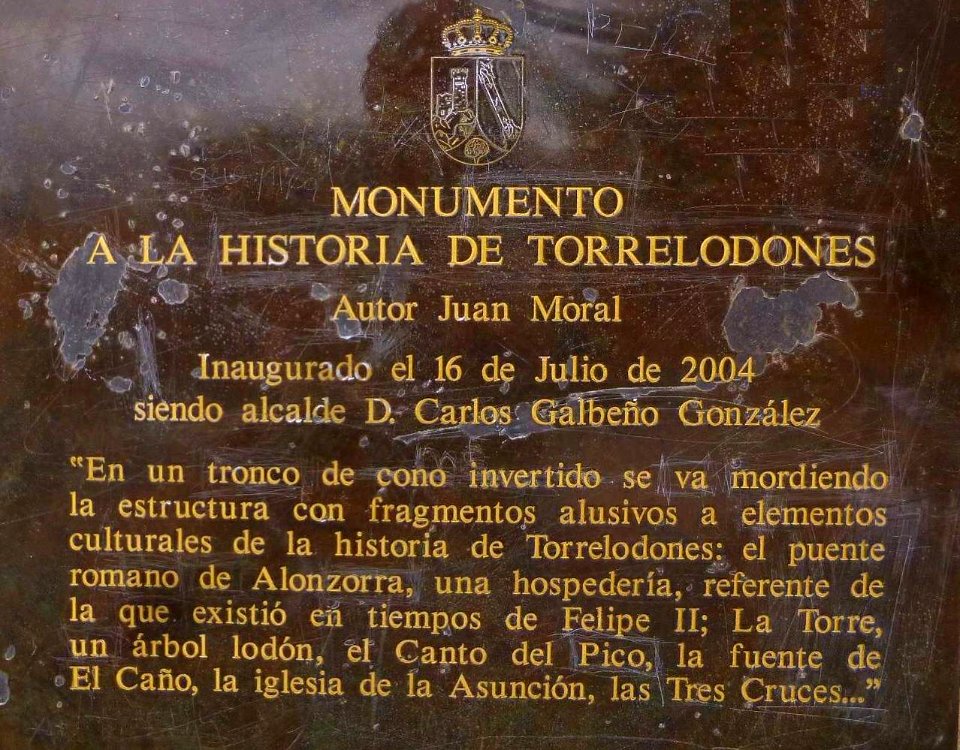 MONUMENTO
A LA HISTORIA DE TORRELODONES
Autor Juan Moral
Inaugurado el 16 de Julio de 2004
siendo alcalde D. Carlos Galbeño González
“En un tronco de cono invertido se va mordiendo
la estructura con fragmentos alusivos a elementos
culturales de la historia de Torrelodones: el puente
romano de Alonzorra, una hospedería, referente de
la que existió en tiempos de Felipe II; La Torre,
un árbol lodón, el Canto del Pico, la fuente de
El Caño, la iglesia de la Asunción, las Tres Cruces...”